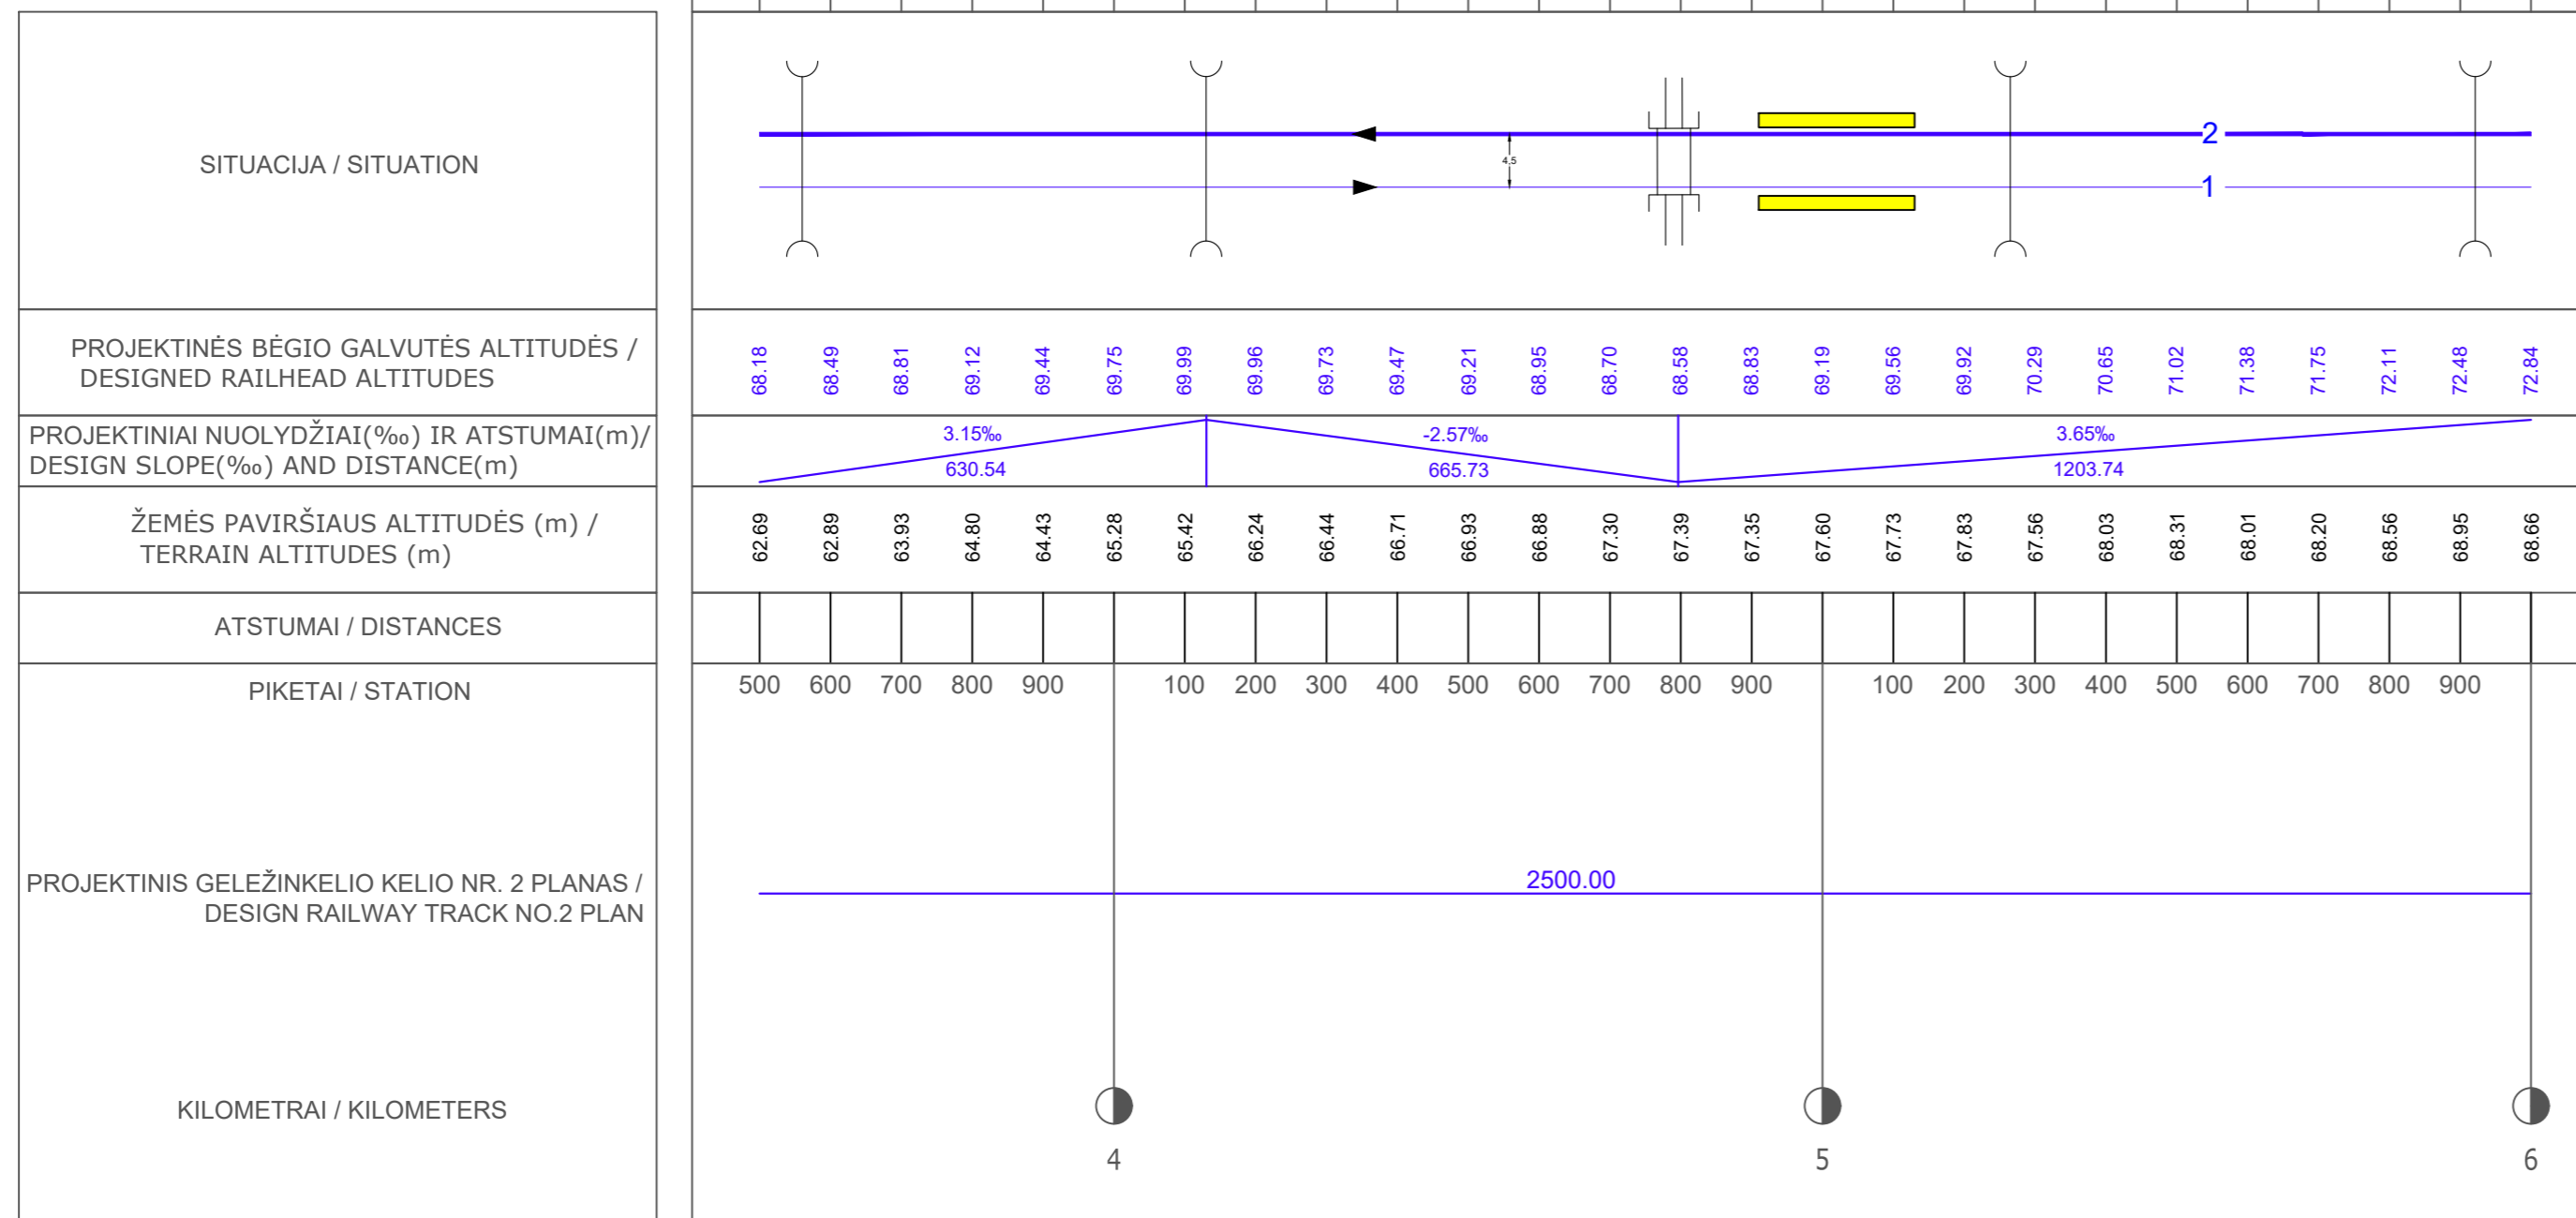 SITUACIJA / SITUATION
2
4,5
1
PROJEKTINĖS BĖGIO GALVUTĖS ALTITUDĖS /
DESIGNED RAILHEAD ALTITUDES
68.18 68.49 68.81 69.12 69.44 69.75 69.99 69.96 69.73 69.47 69.21 68.95 68.70 68.58 68.83 69.19 69.56 69.92 70.29 70.65 71.02 71.38 71.75 72.11 72.48 72.84
PROJEKTINIAI NUOLYDŽIAI(‰) IR ATSTUMAI(m)/
DESIGN SLOPE(‰) AND DISTANCE(m)
3.15‰ -2.57‰ 3.65‰
630.54 665.73 1203.74
ŽEMĖS PAVIRŠIAUS ALTITUDĖS (m) /
TERRAIN ALTITUDES (m)
62.69 62.89 63.93 64.80 64.43 65.28 65.42 66.24 66.44 66.71 66.93 66.88 67.30 67.39 67.35 67.60 67.73 67.83 67.56 68.03 68.31 68.01 68.20 68.56 68.95 68.66
ATSTUMAI / DISTANCES
PIKETAI / STATION
500 600 700 800 900 100 200 300 400 500 600 700 800 900 100 200 300 400 500 600 700 800 900
PROJEKTINIS GELEŽINKELIO KELIO NR. 2 PLANAS /
DESIGN RAILWAY TRACK NO.2 PLAN
2500.00
KILOMETRAI / KILOMETERS
4 5 6